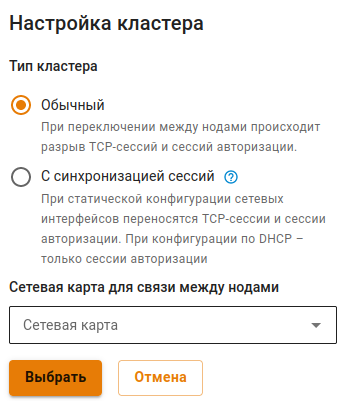 Настройка кластера
Тип кластера
Обычный
При переключении между нодами происходит
разрыв TCP-сессий и сессий авторизации.
С синхронизацией сессий
При статической конфигурации сетевых
интерфейсов переносятся TCP-сессии и сессии
авторизации. При конфигурации по DHCP –
только сессии авторизации
Сетевая карта для связи между нодами
Сетевая карта
Выбрать
Отмена